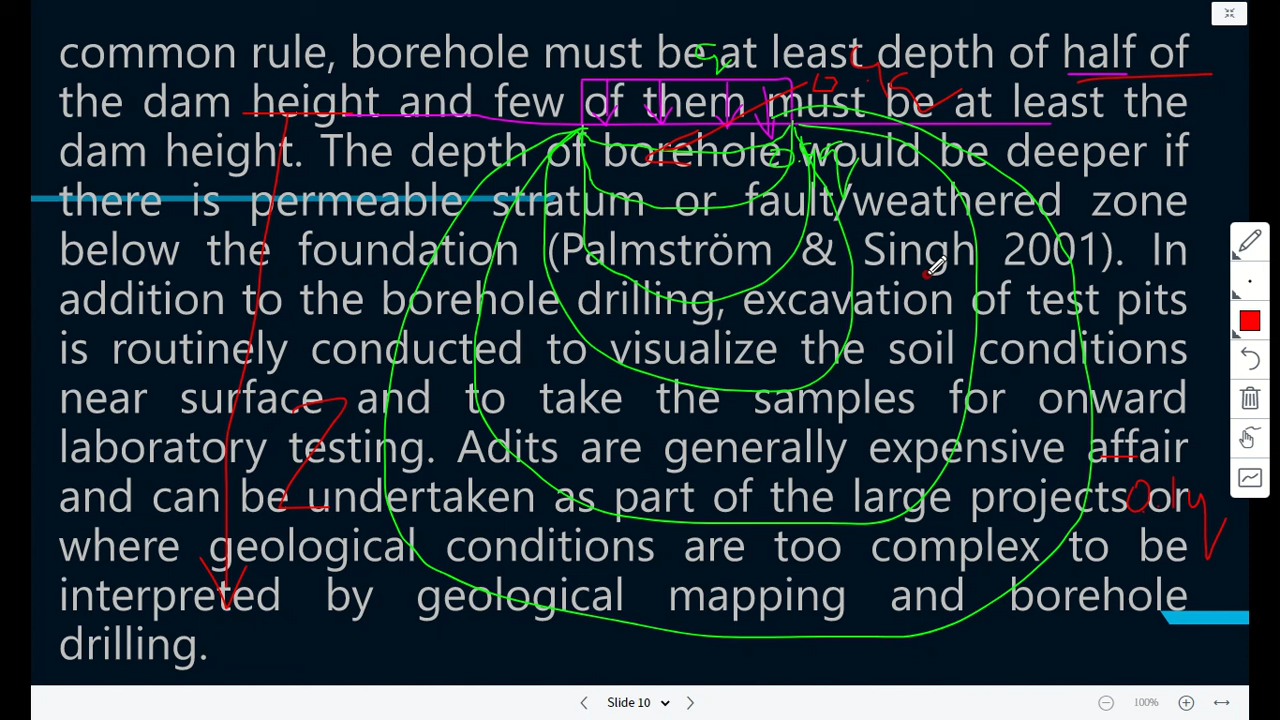 common rule, borehole must be at least depth of half of
the dam height and few of them must be at least the
dam height. The depth of borehole would be deeper if
there is permeable stratum or fault/weathered zone
below the foundation (Palmström & Singh 2001). In
addition to the borehole drilling, excavation of test pits
is routinely conducted to visualize the soil conditions
near surface and to take the samples for onward
laboratory testing. Adits are generally expensive affair
and can be undertaken as part of the large projects or
where geological conditions are too complex to be
interpreted by geological mapping and borehole
drilling.
Z
Slide 10
100%